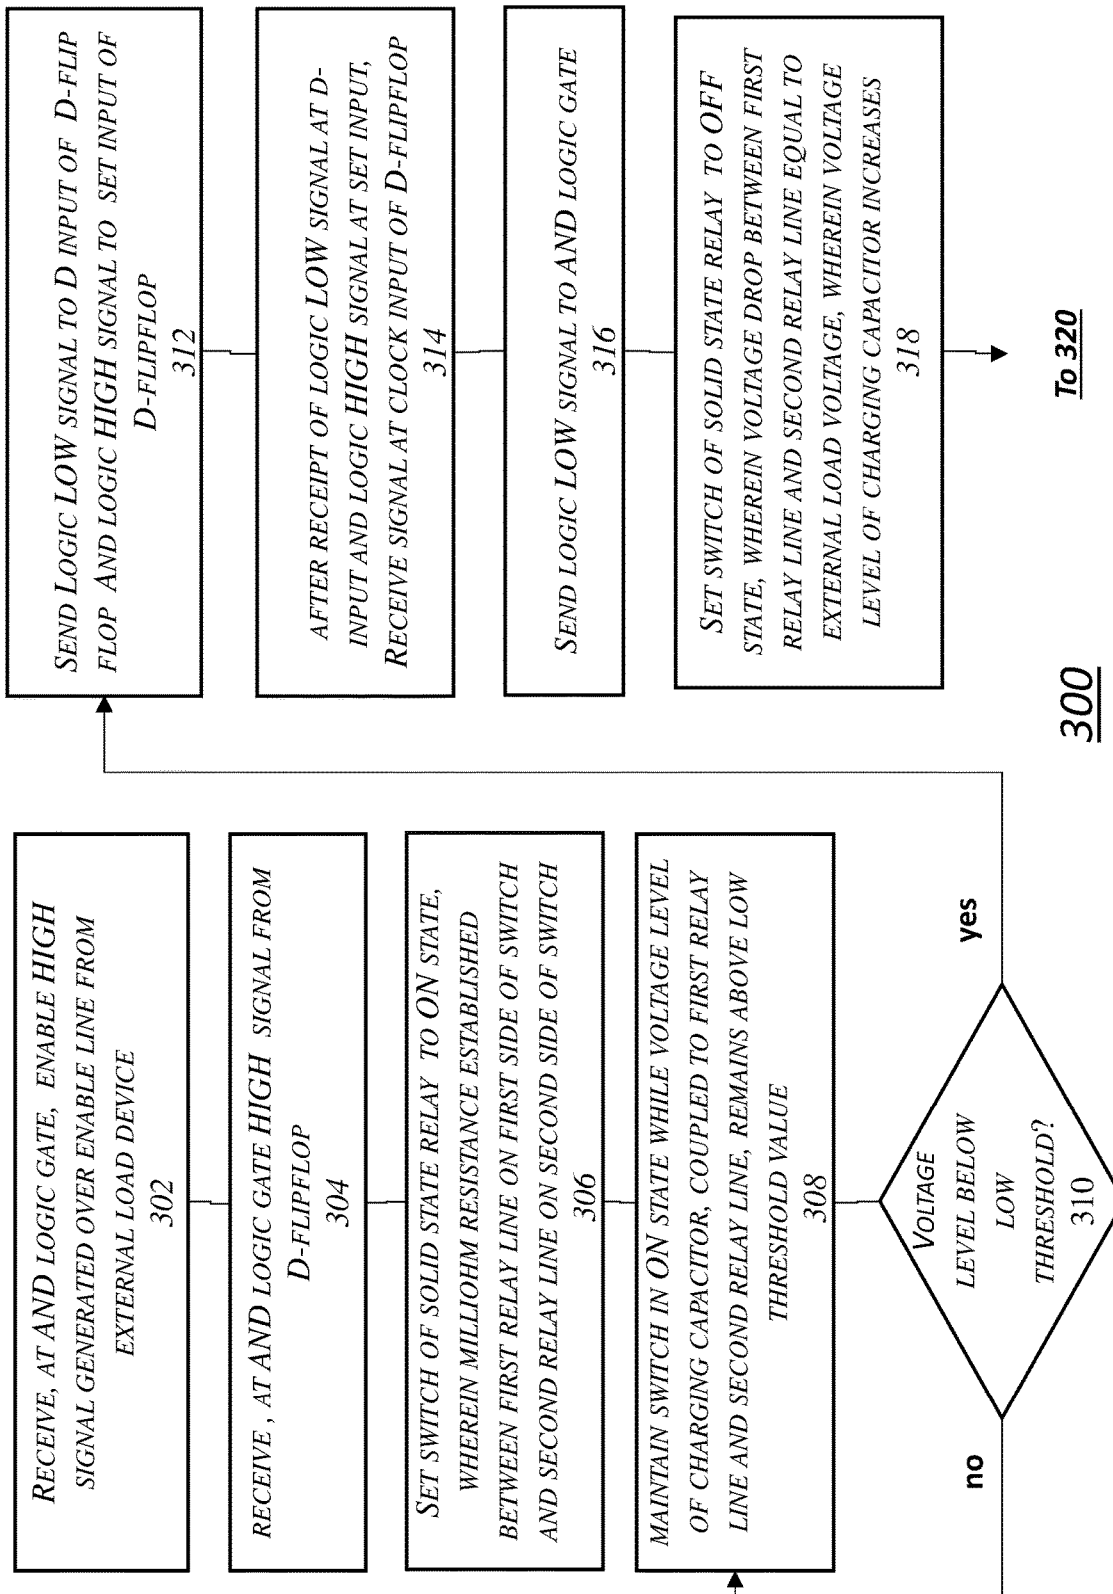 RECEIVE, AT AND LOGIC GATE, ENABLE HIGH
SIGNAL GENERATED OVER ENABLE LINE FROM
EXTERNAL LOAD DEVICE
302
RECEIVE, AT AND LOGIC GATE HIGH SIGNAL FROM
D-FLIPFLOP
304
SET SWITCH OF SOLID STATE RELAY TO ON STATE,
WHEREIN MILLIOHM RESISTANCE ESTABLISHED
BETWEEN FIRST RELAY LINE ON FIRST SIDE OF SWITCH
AND SECOND RELAY LINE ON SECOND SIDE OF SWITCH
306
MAINTAIN SWITCH IN ON STATE WHILE VOLTAGE LEVEL
OF CHARGING CAPACITOR, COUPLED TO FIRST RELAY
LINE AND SECOND RELAY LINE, REMAINS ABOVE LOW
THRESHOLD VALUE
308
VOLTAGE
LEVEL BELOW
LOW
THRESHOLD?
310
no
yes
SEND LOGIC LOW SIGNAL TO D INPUT OF D-FLIP
FLOP AND LOGIC HIGH SIGNAL TO SET INPUT OF
D-FLIPFLOP
312
AFTER RECEIPT OF LOGIC LOW SIGNAL AT D-
INPUT AND LOGIC HIGH SIGNAL AT SET INPUT,
RECEIVE SIGNAL AT CLOCK INPUT OF D-FLIPFLOP
314
SEND LOGIC LOW SIGNAL TO AND LOGIC GATE
316
SET SWITCH OF SOLID STATE RELAY TO OFF
STATE, WHEREIN VOLTAGE DROP BETWEEN FIRST
RELAY LINE AND SECOND RELAY LINE EQUAL TO
EXTERNAL LOAD VOLTAGE, WHEREIN VOLTAGE
LEVEL OF CHARGING CAPACITOR INCREASES
318
To 320
300